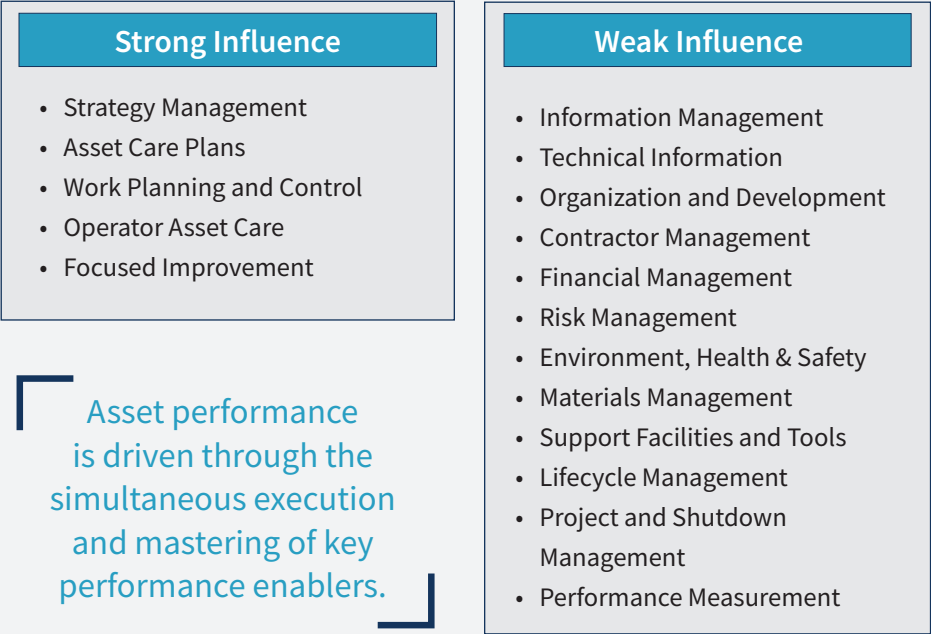 Strong Influence
• Strategy Management
• Asset Care Plans
• Work Planning and Control
• Operator Asset Care
• Focused Improvement
Asset performance
is driven through the
simultaneous execution
and mastering of key
performance enablers.
Weak Influence
• Information Management
• Technical Information
• Organization and Development
• Contractor Management
• Financial Management
• Risk Management
• Environment, Health & Safety
• Materials Management
• Support Facilities and Tools
• Lifecycle Management
• Project and Shutdown
Management
• Performance Measurement